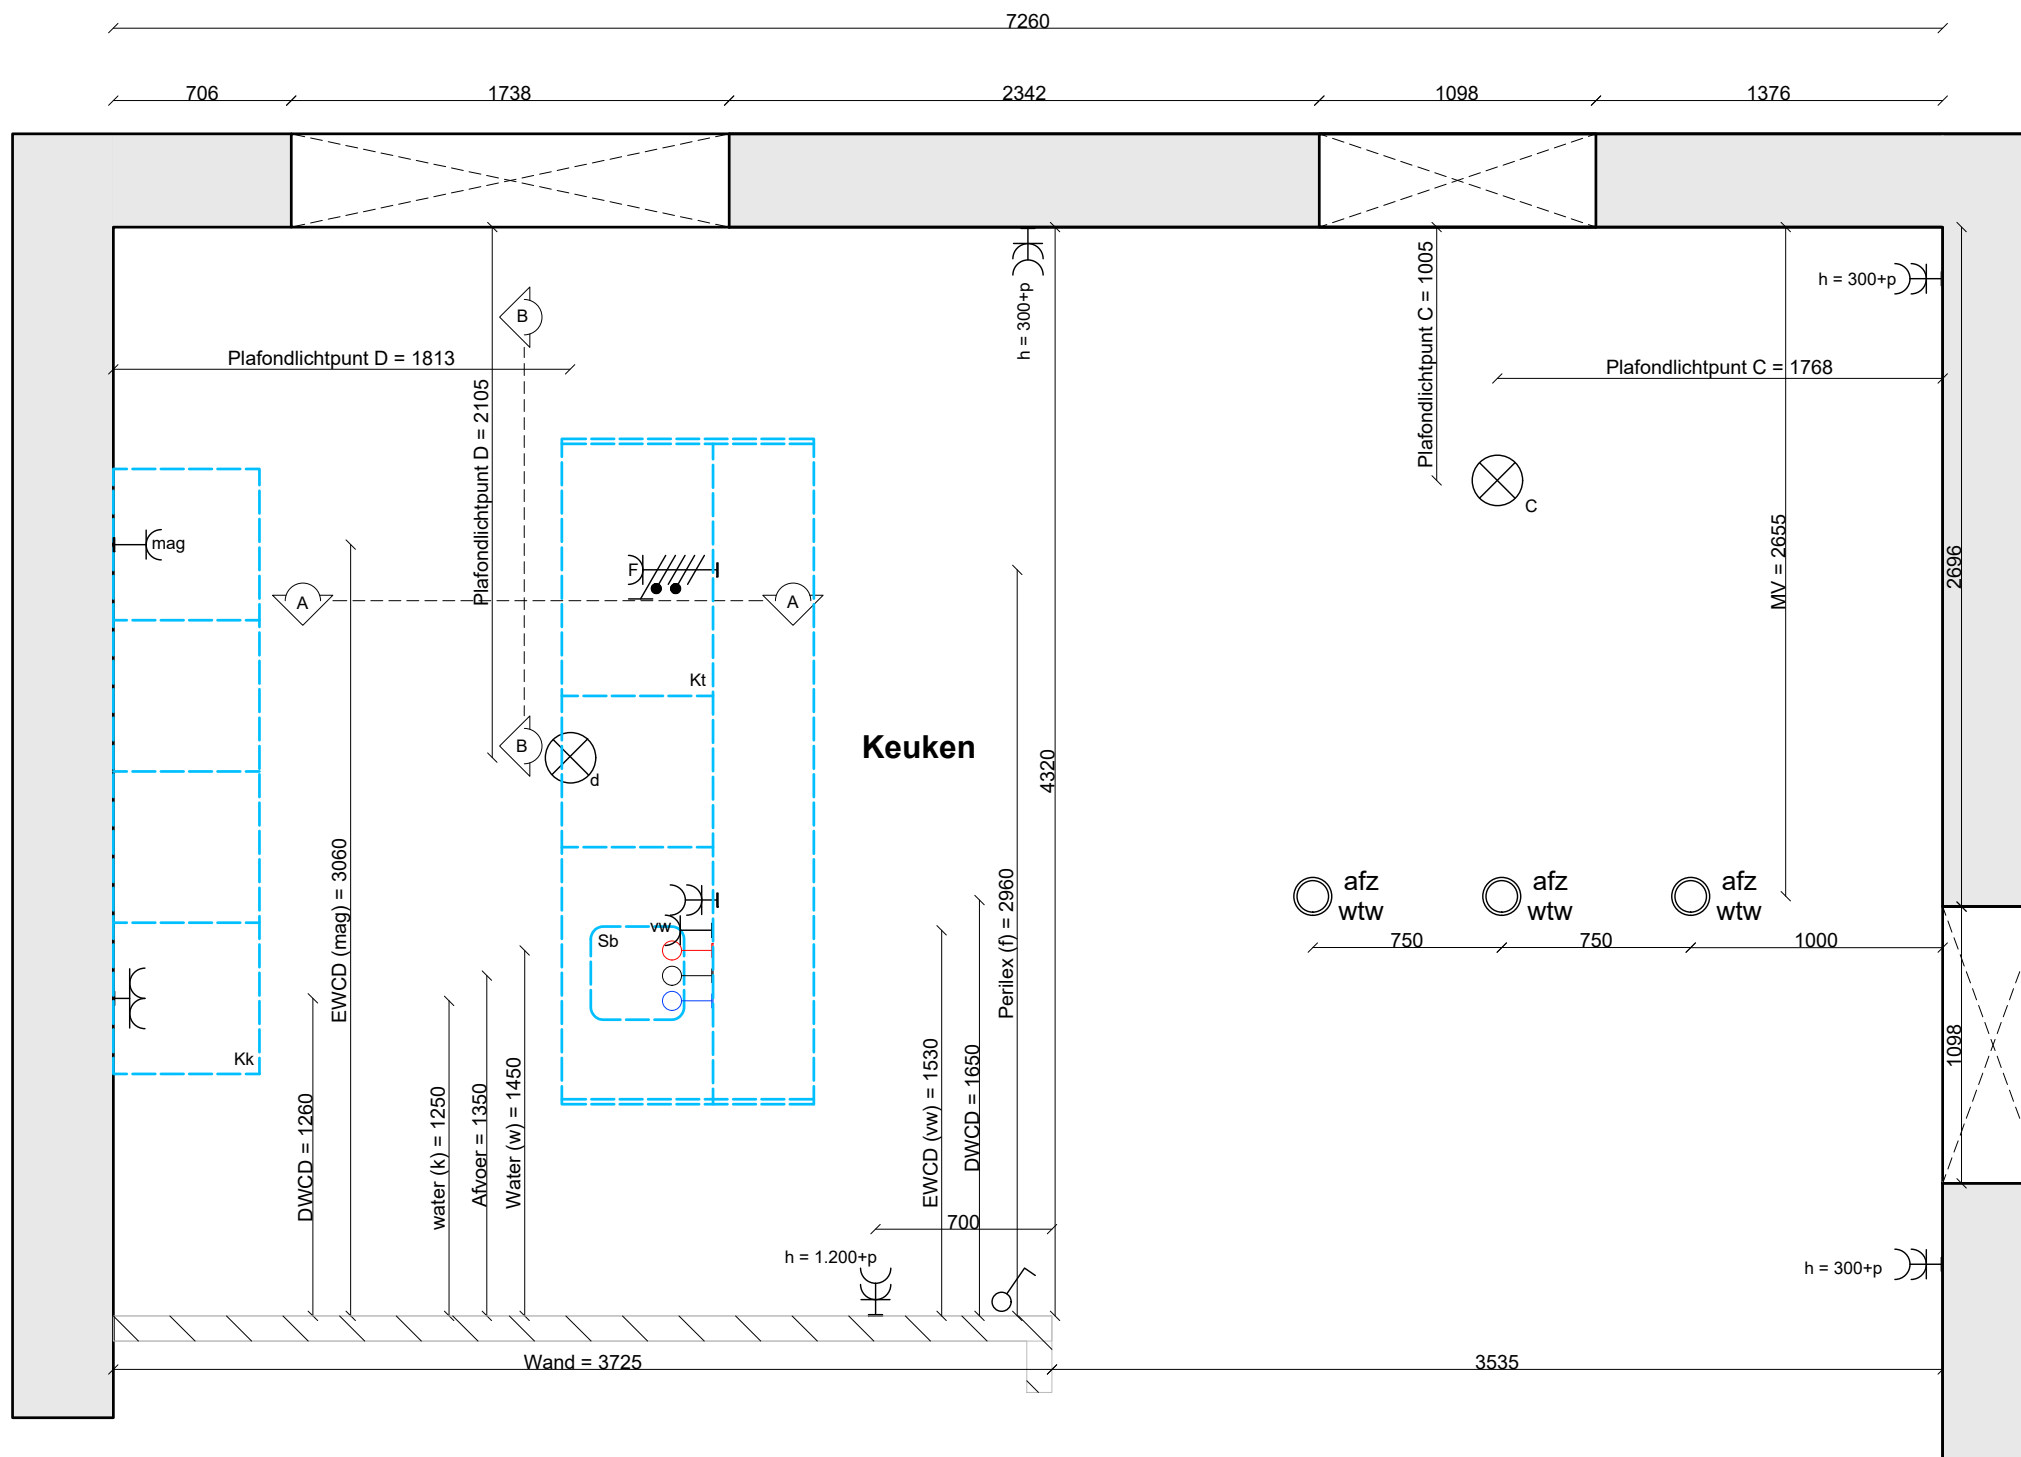 7260
706
1738
2342
1098
1376
h = 300+p
Plafondlichtpunt C = 1005
h = 300+p
B
Plafondlichtpunt D = 1813
Plafondlichtpunt C = 1768
Plafondlichtpunt D = 2105
C
mag
F
MV = 2655
2696
A
A
Kt
B
d
Keuken
4320
EWCD (mag) = 3060
Perilex (f) = 2960
afz
wtw
afz
wtw
afz
wtw
vw
Sb
750
750
1000
Kk
DWCD = 1260
water (k) = 1250
Afvoer = 1350
Water (w) = 1450
EWCD (vw) = 1530
DWCD = 1650
1098
700
h = 1.200+p
h = 300+p
Wand = 3725
3535